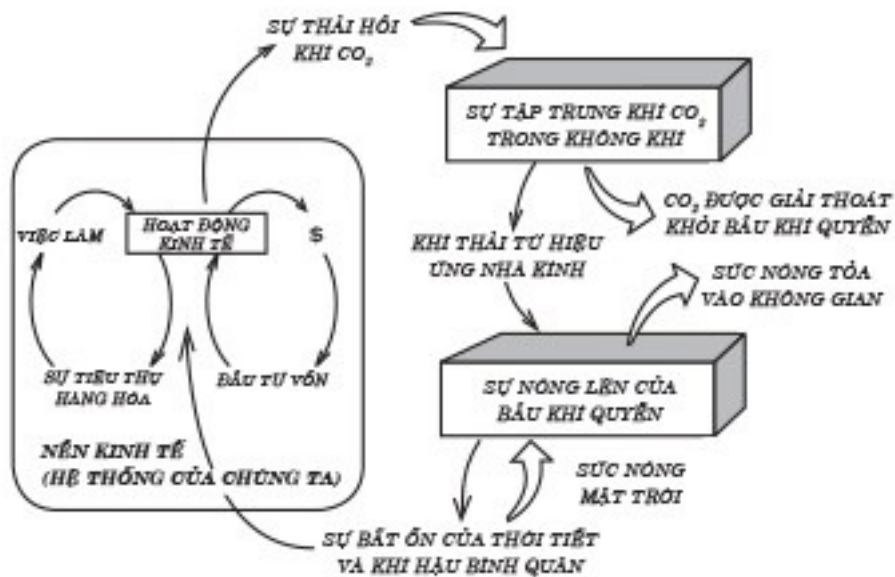 SỰ THẢI HỒI
KHÍ CO₂
SỰ TẬP TRUNG KHÍ CO₂
TRONG KHÔNG KHÍ
CO₂ ĐƯỢC GIẢI THOÁT
KHỎI BẦU KHÍ QUYỂN
VIỆC LÀM
HOẠT ĐỘNG
KINH TẾ
$
KHÍ THẢI TỪ HIỆU
ỨNG NHÀ KÍNH
SỨC NÓNG TỎA
VÀO KHÔNG GIAN
SỰ TIÊU THỤ
HÀNG HÓA
ĐẦU TƯ VỐN
SỰ NÓNG LÊN CỦA
BẦU KHÍ QUYỂN
NỀN KINH TẾ
(HỆ THỐNG CỦA CHÚNG TA)
SỨC NÓNG
MẶT TRỜI
SỰ BẤT ỔN CỦA THỜI TIẾT
VÀ KHÍ HẬU BÌNH QUÂN